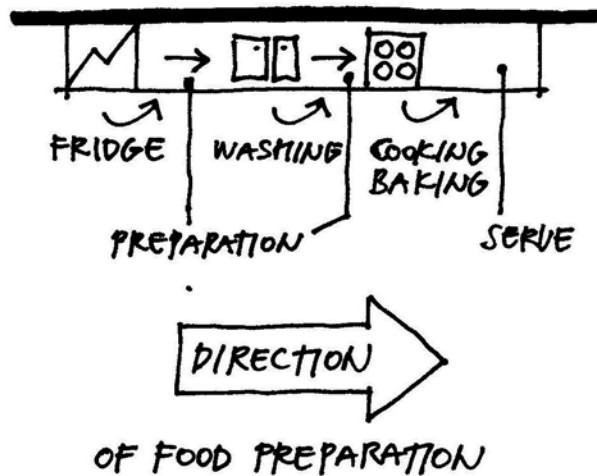 FRIDGE
WASHING
COOKING
BAKING
PREPARATION
SERVE
DIRECTION
OF FOOD PREPARATION